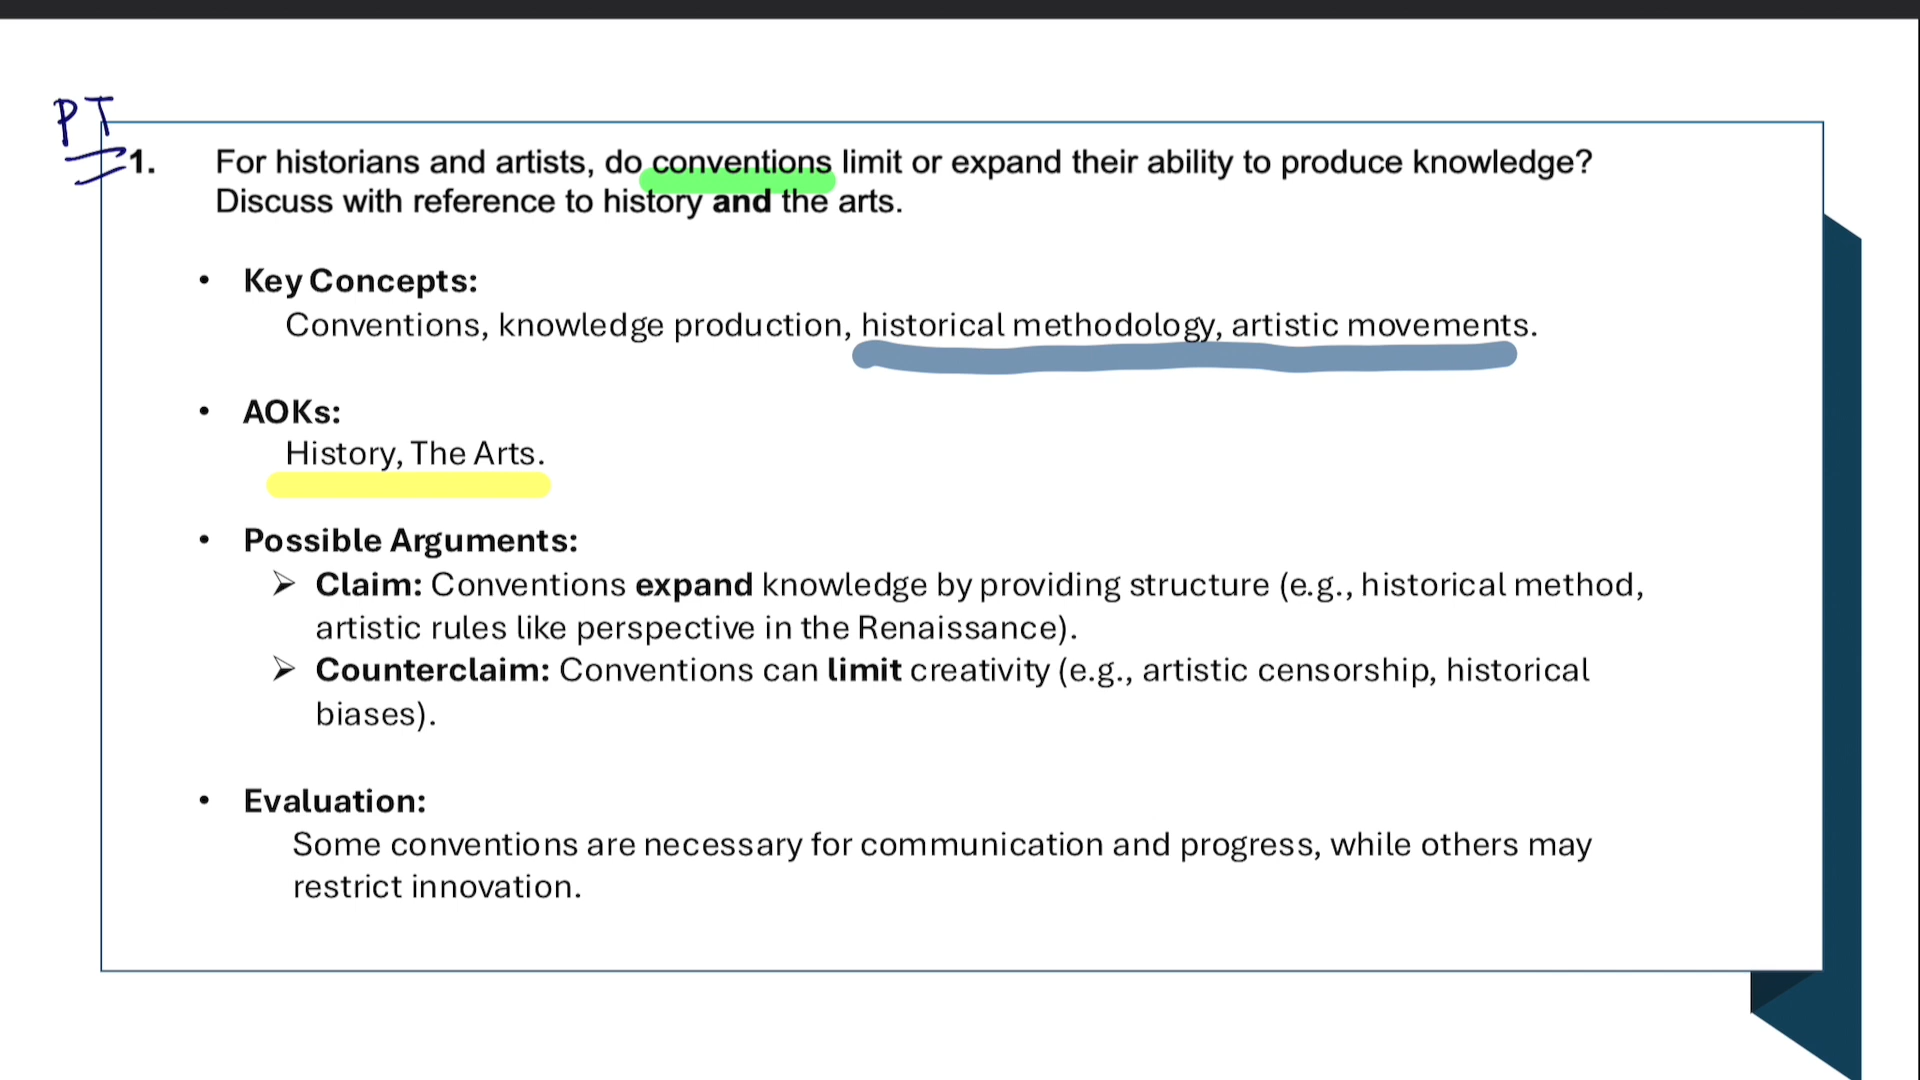 PT
1. For historians and artists, do conventions limit or expand their ability to produce knowledge?
Discuss with reference to history and the arts.
• Key Concepts:
Conventions, knowledge production, historical methodology, artistic movements.
• AOKs:
History, The Arts.
• Possible Arguments:
➢ Claim: Conventions expand knowledge by providing structure (e.g., historical method,
artistic rules like perspective in the Renaissance).
➢ Counterclaim: Conventions can limit creativity (e.g., artistic censorship, historical
biases).
• Evaluation:
Some conventions are necessary for communication and progress, while others may
restrict innovation.